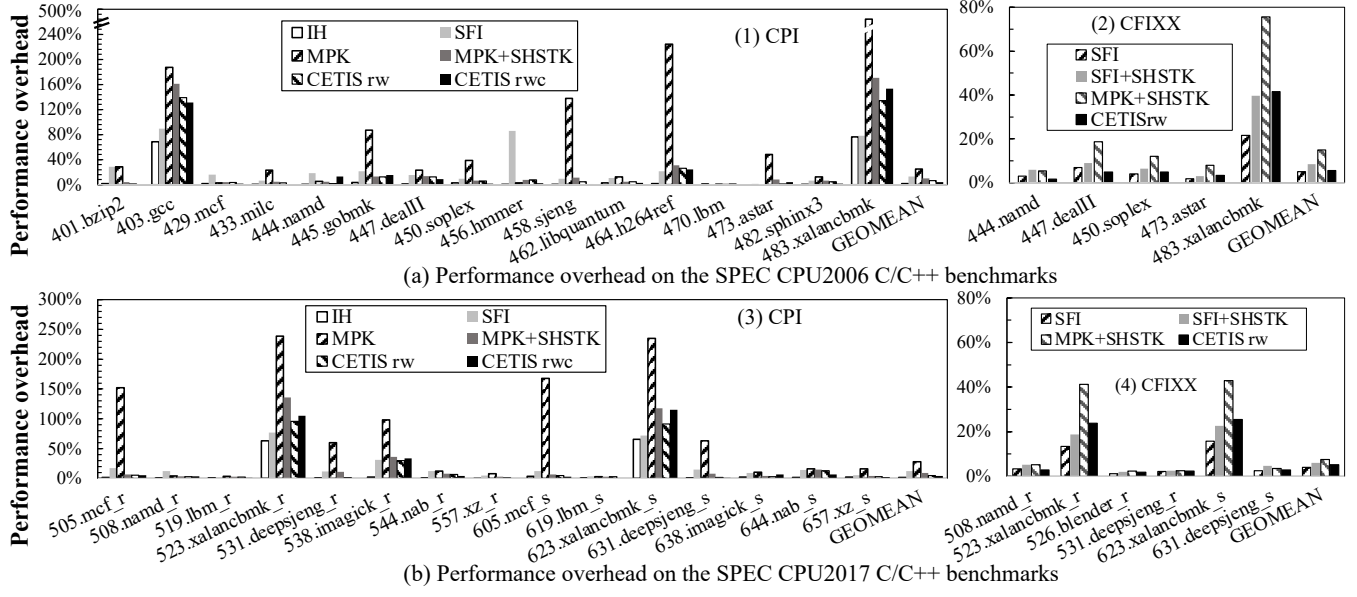 Performance overhead
500%
240%
200%
160%
120%
80%
40%
0%
IH
SFI
MPK
MPK+SHSTK
CETIS rw
CETIS rwc
(1) CPI
401.bzip2
403.gcc
429.mcf
433.milc
444.namd
445.gobmk
447.dealII
450.soplex
456.hmmer
458.sjeng
462.libquantum
464.h264ref
470.lbm
473.astar
482.sphinx3
483.xalancbmk
GEOMEAN
80%
60%
40%
20%
0%
(2) CFIXX
SFI
SFI+SHSTK
MPK+SHSTK
CETISrw
444.namd
447.dealII
450.soplex
473.astar
483.xalancbmk
GEOMEAN
(a) Performance overhead on the SPEC CPU2006 C/C++ benchmarks
Performance overhead
300%
250%
200%
150%
100%
50%
0%
IH
SFI
MPK
MPK+SHSTK
CETIS rw
CETIS rwc
(3) CPI
505.mcf_r
508.namd_r
519.lbm_r
523.xalancbmk_r
531.deepsjeng_r
538.imagick_r
544.nab_r
557.xz_r
605.mcf_s
619.lbm_s
623.xalancbmk_s
631.deepsjeng_s
638.imagick_s
644.nab_s
657.xz_s
GEOMEAN
80%
60%
40%
20%
0%
SFI
SFI+SHSTK
MPK+SHSTK
CETIS rw
(4) CFIXX
508.namd_r
523.xalancbmk_r
526.blender_r
531.deepsjeng_r
623.xalancbmk_s
631.deepsjeng_s
GEOMEAN
(b) Performance overhead on the SPEC CPU2017 C/C++ benchmarks